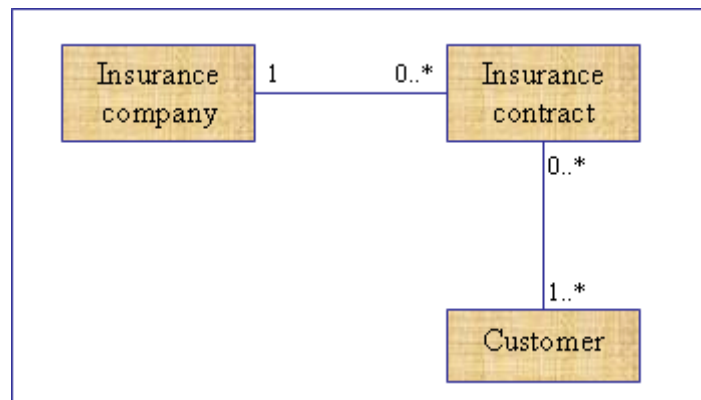 Insurance
company
1
0..*
Insurance
contract
0..*
1..*
Customer